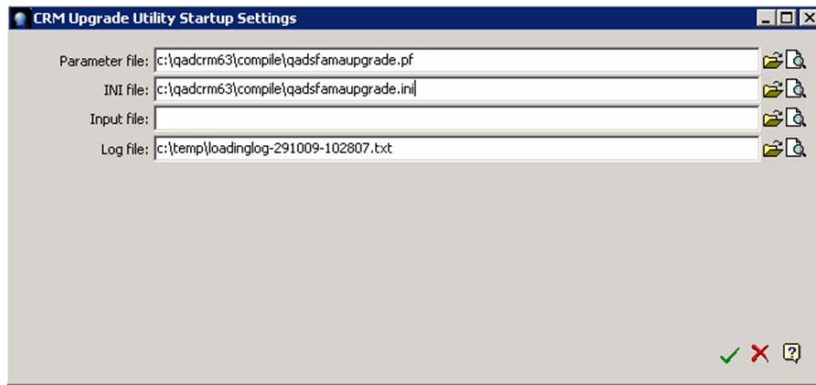 CRM Upgrade Utility Startup Settings
Parameter file: c:\qadcrm63\compile\qadsfamaupgrade.pf
INI file: c:\qadcrm63\compile\qadsfamaupgrade.ini
Input file:
Log file: c:\temp\loadinglog-291009-102807.txt